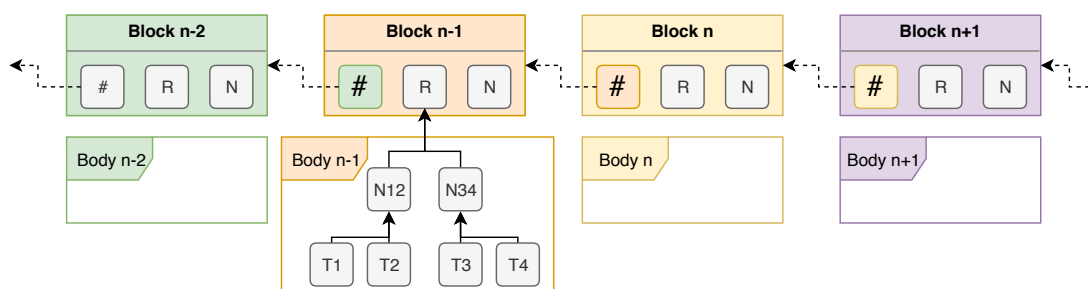 Block n-2
# R N
Body n-2
Block n-1
# R N
Body n-1
N12 N34
T1 T2 T3 T4
Block n
# R N
Body n
Block n+1
# R N
Body n+1